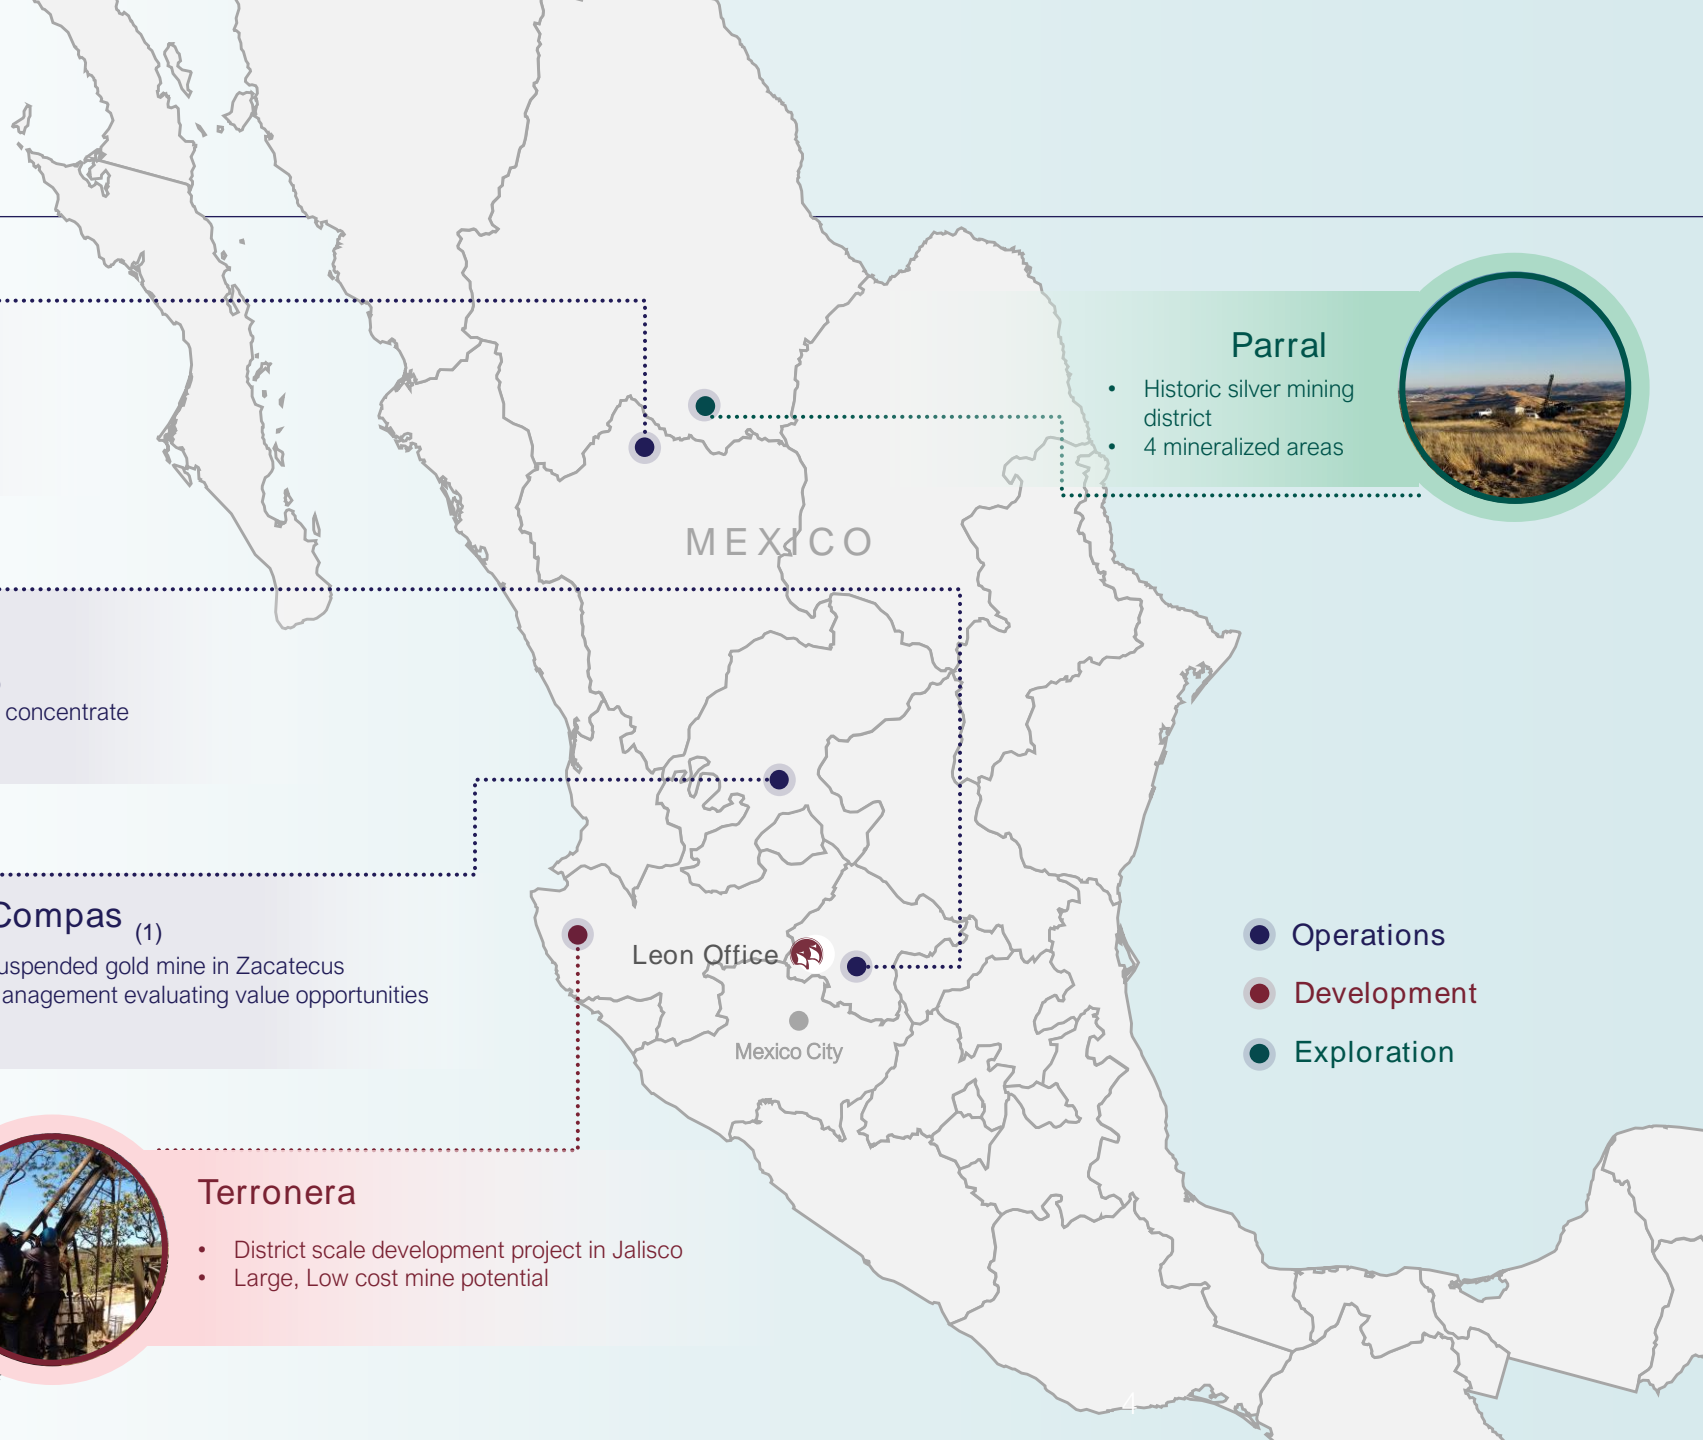 Parral
• Historic silver mining
district
• 4 mineralized areas
MEXICO
concentrate
Compas (1)
uspended gold mine in Zacatecus
anagement evaluating value opportunities
Leon Office
Mexico City
Operations
Development
Exploration
Terronera
• District scale development project in Jalisco
• Large, Low cost mine potential
4